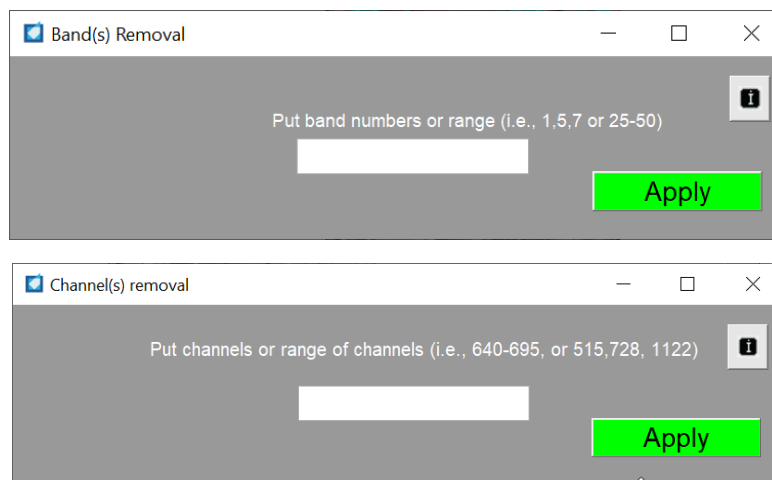 Band(s) Removal
Put band numbers or range (i.e., 1,5,7 or 25-50)
Apply
Channel(s) removal
Put channels or range of channels (i.e., 640-695, or 515,728, 1122)
Apply